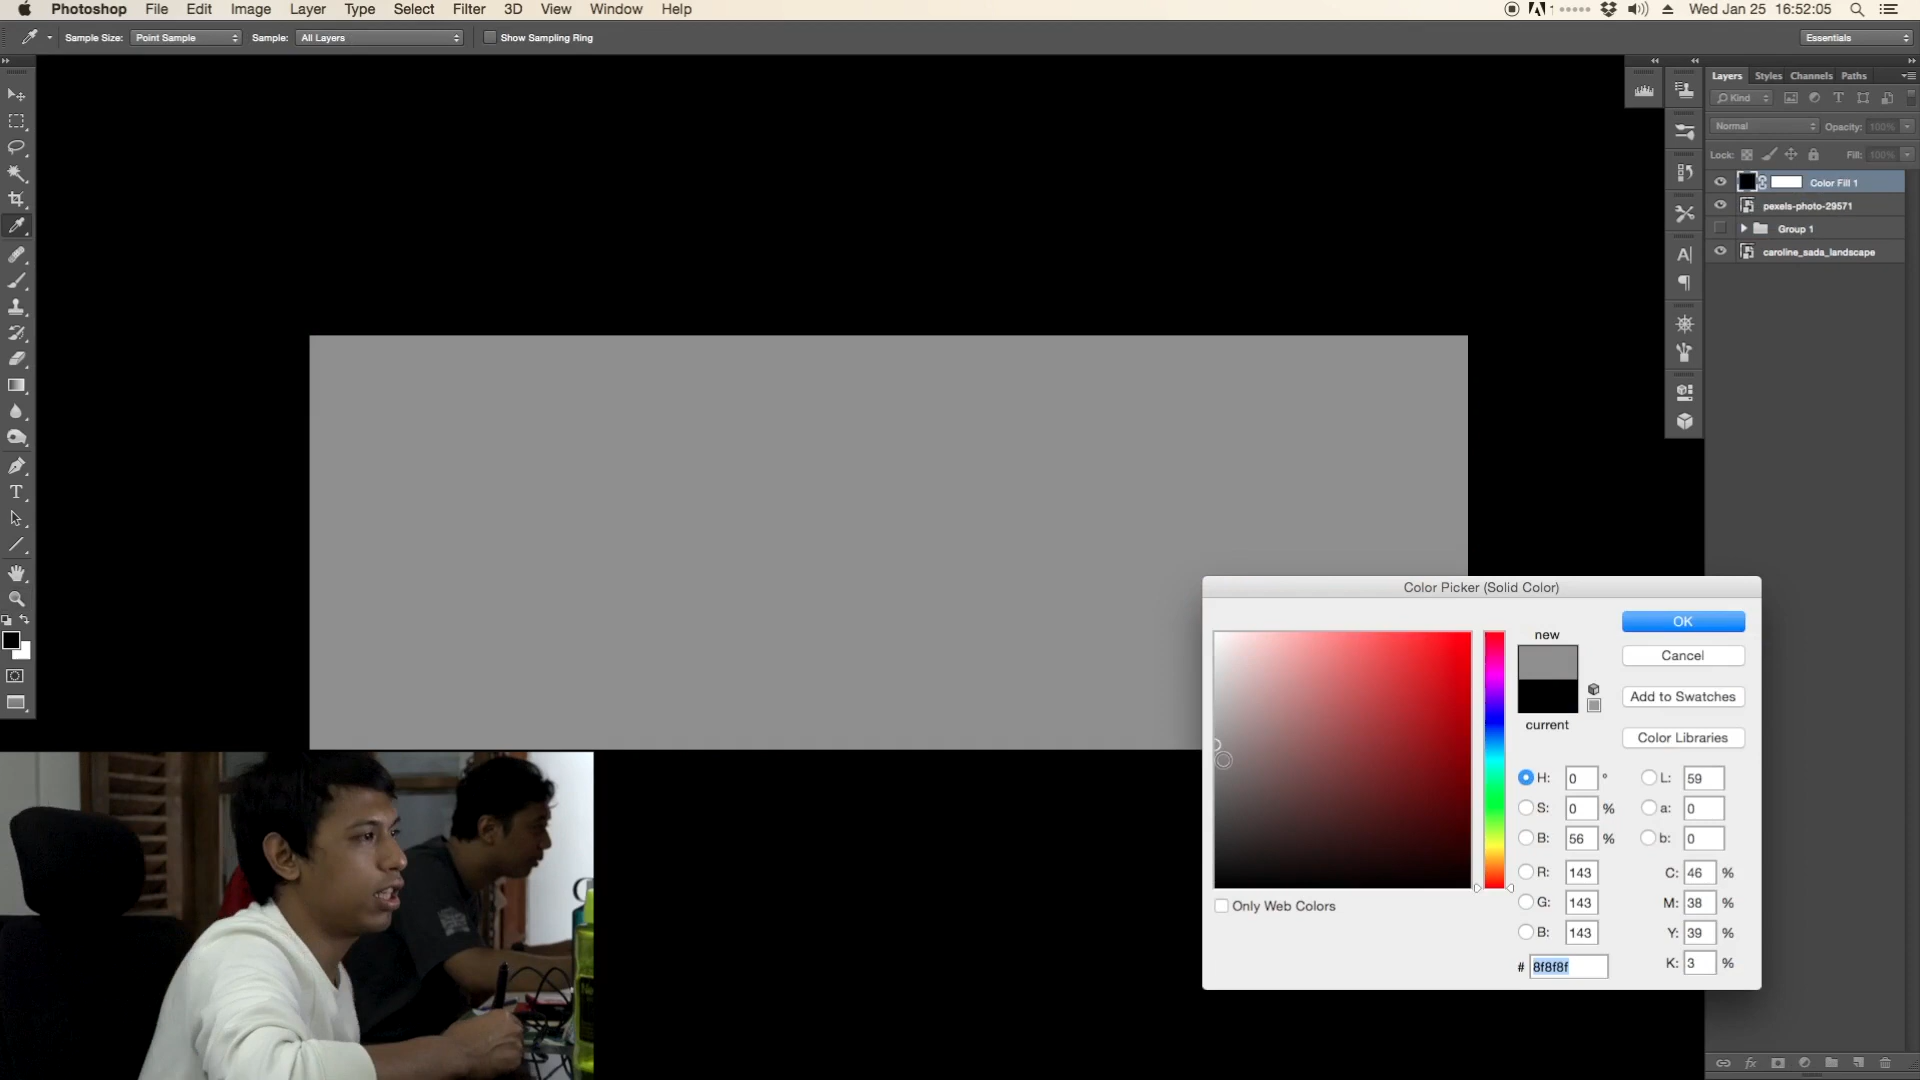 Photoshop File Edit Image Layer Type Select Filter 3D View Window Help
1 Wed Jan 25 16:52:05
Sample Size: Point Sample Sample: All Layers Show Sampling Ring Essentials
Layers Styles Channels Paths
Kind
Normal Opacity: 100%
Lock: Fill: 100%
Color Fill 1
pexels-photo-29571
Group 1
caroline_sada_landscape
Color Picker (Solid Color)
new
current
OK
Cancel
Add to Swatches
Color Libraries
H: 0 ° L: 59
S: 0 % a: 0
B: 56 % b: 0
R: 143 C: 46 %
G: 143 M: 38 %
B: 143 Y: 39 %
# 8f8f8f K: 3 %
Only Web Colors